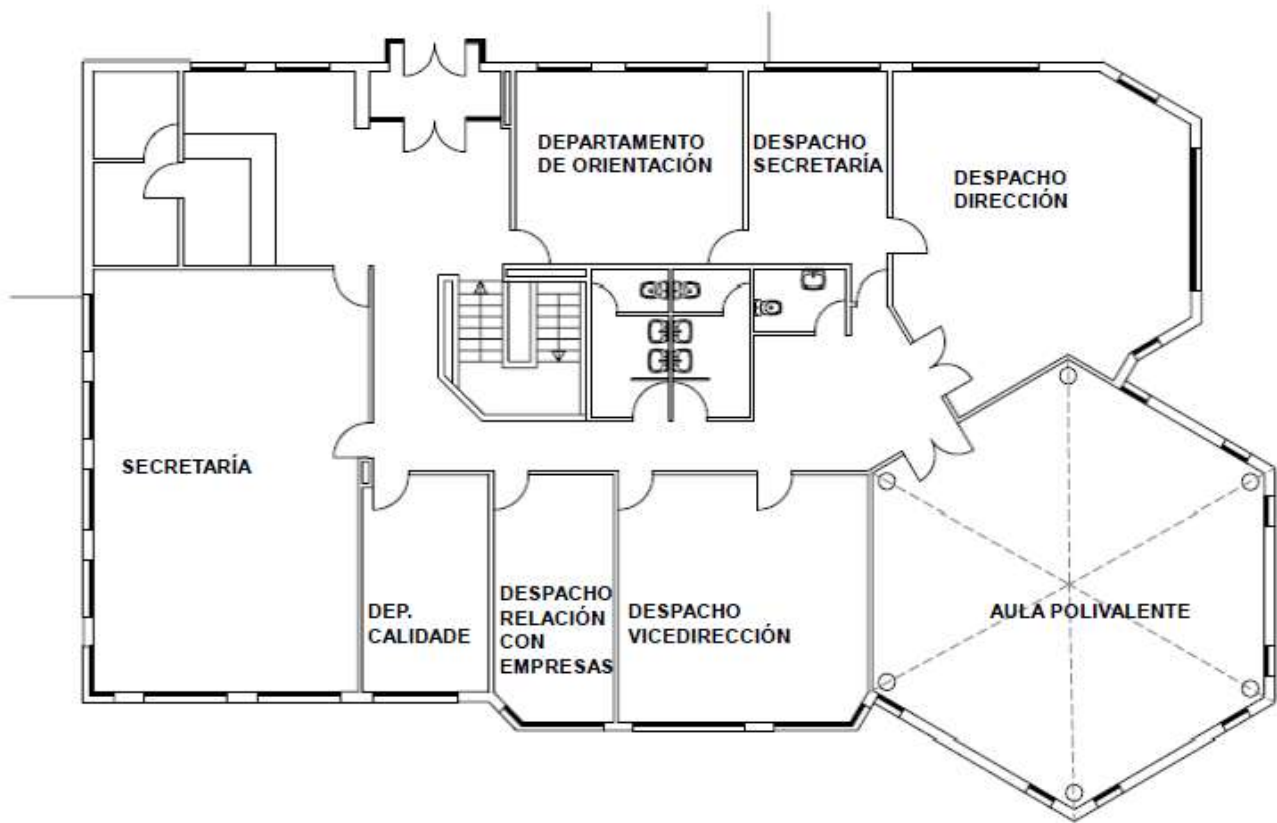 DEPARTAMENTO
DE ORIENTACIÓN
DESPACHO
SECRETARÍA
DESPACHO
DIRECCIÓN
SECRETARÍA
DEP.
CALIDADE
DESPACHO
RELACIÓN
CON
EMPRESAS
DESPACHO
VICEDIRECCIÓN
AULA POLIVALENTE